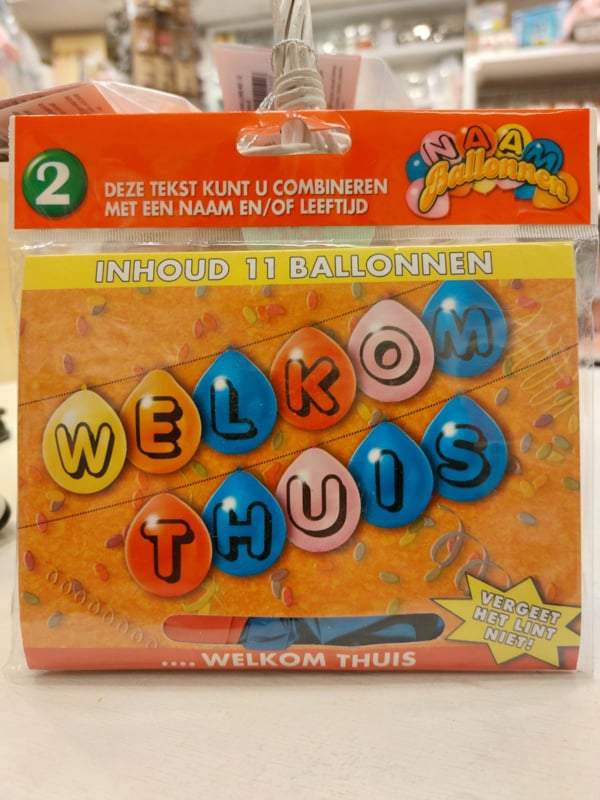 2
DEZE TEKST KUNT U COMBINEREN
MET EEN NAAM EN/OF LEEFTIJD
NAAM
Ballonnen
INHOUD 11 BALLONNEN
WELKOM
THUIS
VERGEET
HET LINT
NIET!
.... WELKOM THUIS